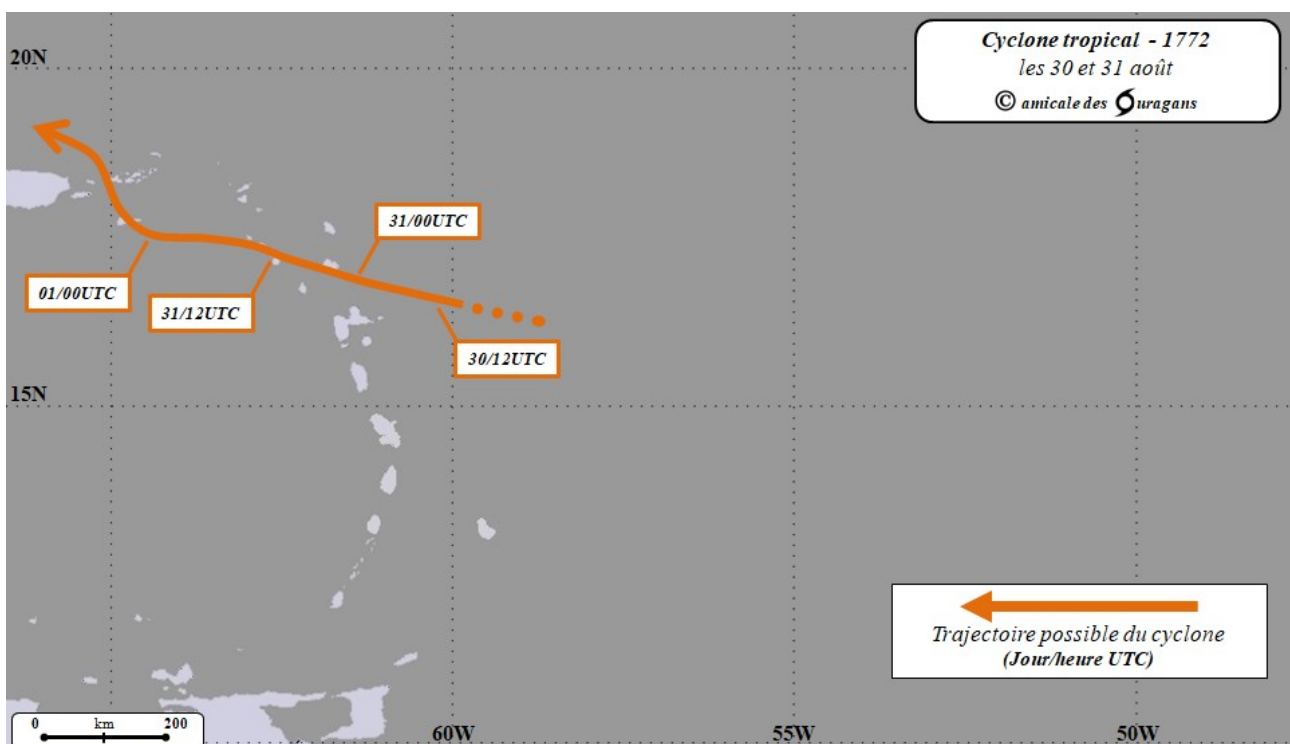 20N
Cyclone tropical - 1772
les 30 et 31 août
© amicale des Ouragans
31/00UTC
01/00UTC
31/12UTC
30/12UTC
15N
Trajectoire possible du cyclone
(Jour/heure UTC)
0 km 200
60W
55W
50W